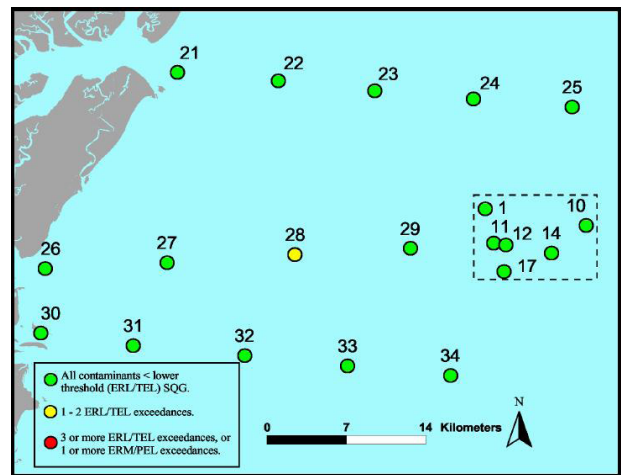 21
22
23
24
25
1
10
11
12
14
17
26
27
28
29
30
31
32
33
34
All contaminants < lower
threshold (ERL/TEL) SQG.
1 - 2 ERL/TEL exceedances.
3 or more ERL/TEL exceedances, or
1 or more ERM/PEL exceedances.
0 7 14 Kilometers
N